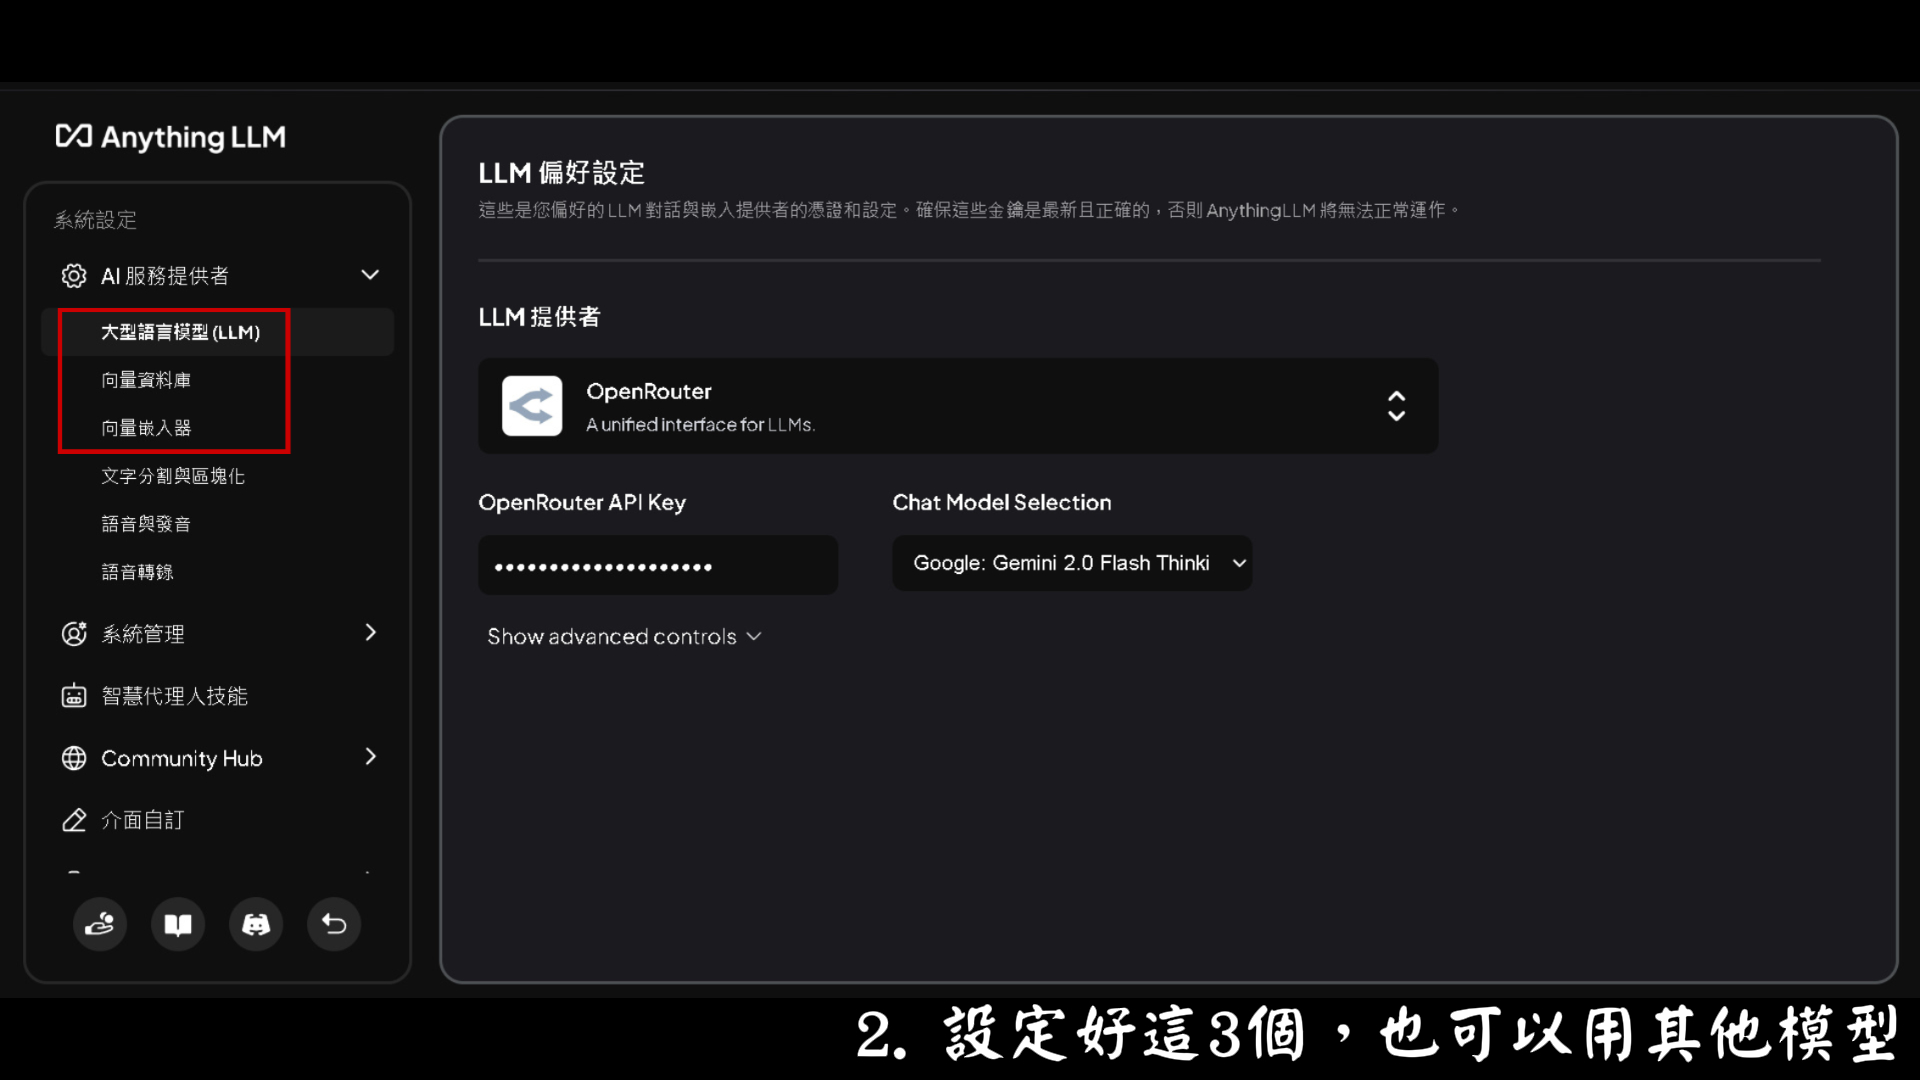 Anything LLM
系統設定
AI 服務提供者
大型語言模型 (LLM)
向量資料庫
向量嵌入器
文字分割與區塊化
語音與發音
語音轉錄
系統管理
智慧代理人技能
Community Hub
介面自訂
LLM 偏好設定
這些是您偏好的 LLM 對話與嵌入提供者的憑證和設定。確保這些金鑰是最新且正確的，否則 AnythingLLM 將無法正常運作。
LLM 提供者
OpenRouter
A unified interface for LLMs.
OpenRouter API Key
Chat Model Selection
Google: Gemini 2.0 Flash Thinki
Show advanced controls
2. 設定好這3個，也可以用其他模型